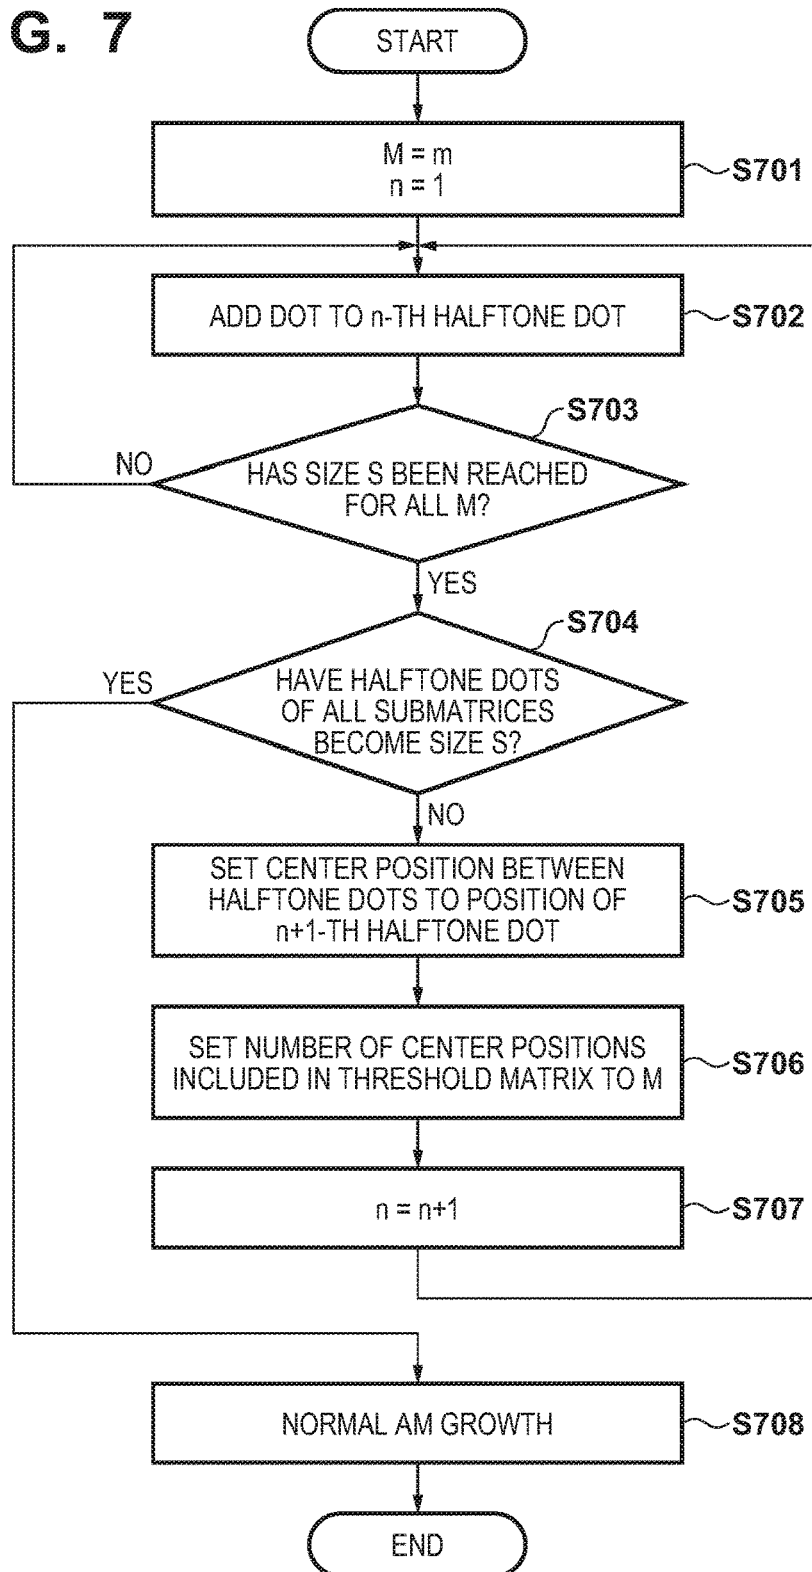 G. 7
START
M = m
n = 1
S701
ADD DOT TO n-TH HALFTONE DOT
S702
S703
HAS SIZE S BEEN REACHED
FOR ALL M?
NO
YES
S704
HAVE HALFTONE DOTS
OF ALL SUBMATRICES
BECOME SIZE S?
YES
NO
SET CENTER POSITION BETWEEN
HALFTONE DOTS TO POSITION OF
n+1-TH HALFTONE DOT
S705
SET NUMBER OF CENTER POSITIONS
INCLUDED IN THRESHOLD MATRIX TO M
S706
n = n+1
S707
NORMAL AM GROWTH
S708
END